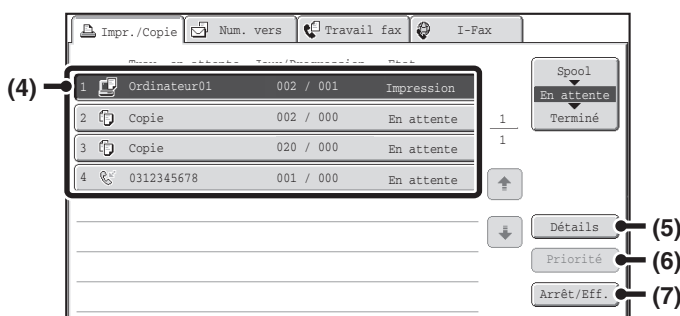 Impr./Copie Num. vers Travail fax I-Fax
(4)
1 Ordinateur01 002 / 001 Impression
2 Copie 002 / 000 En attente
3 Copie 020 / 000 En attente
4 0312345678 001 / 000 En attente
1
1
Spool
En attente
Terminé
Détails (5)
Priorité (6)
Arrêt/Eff. (7)